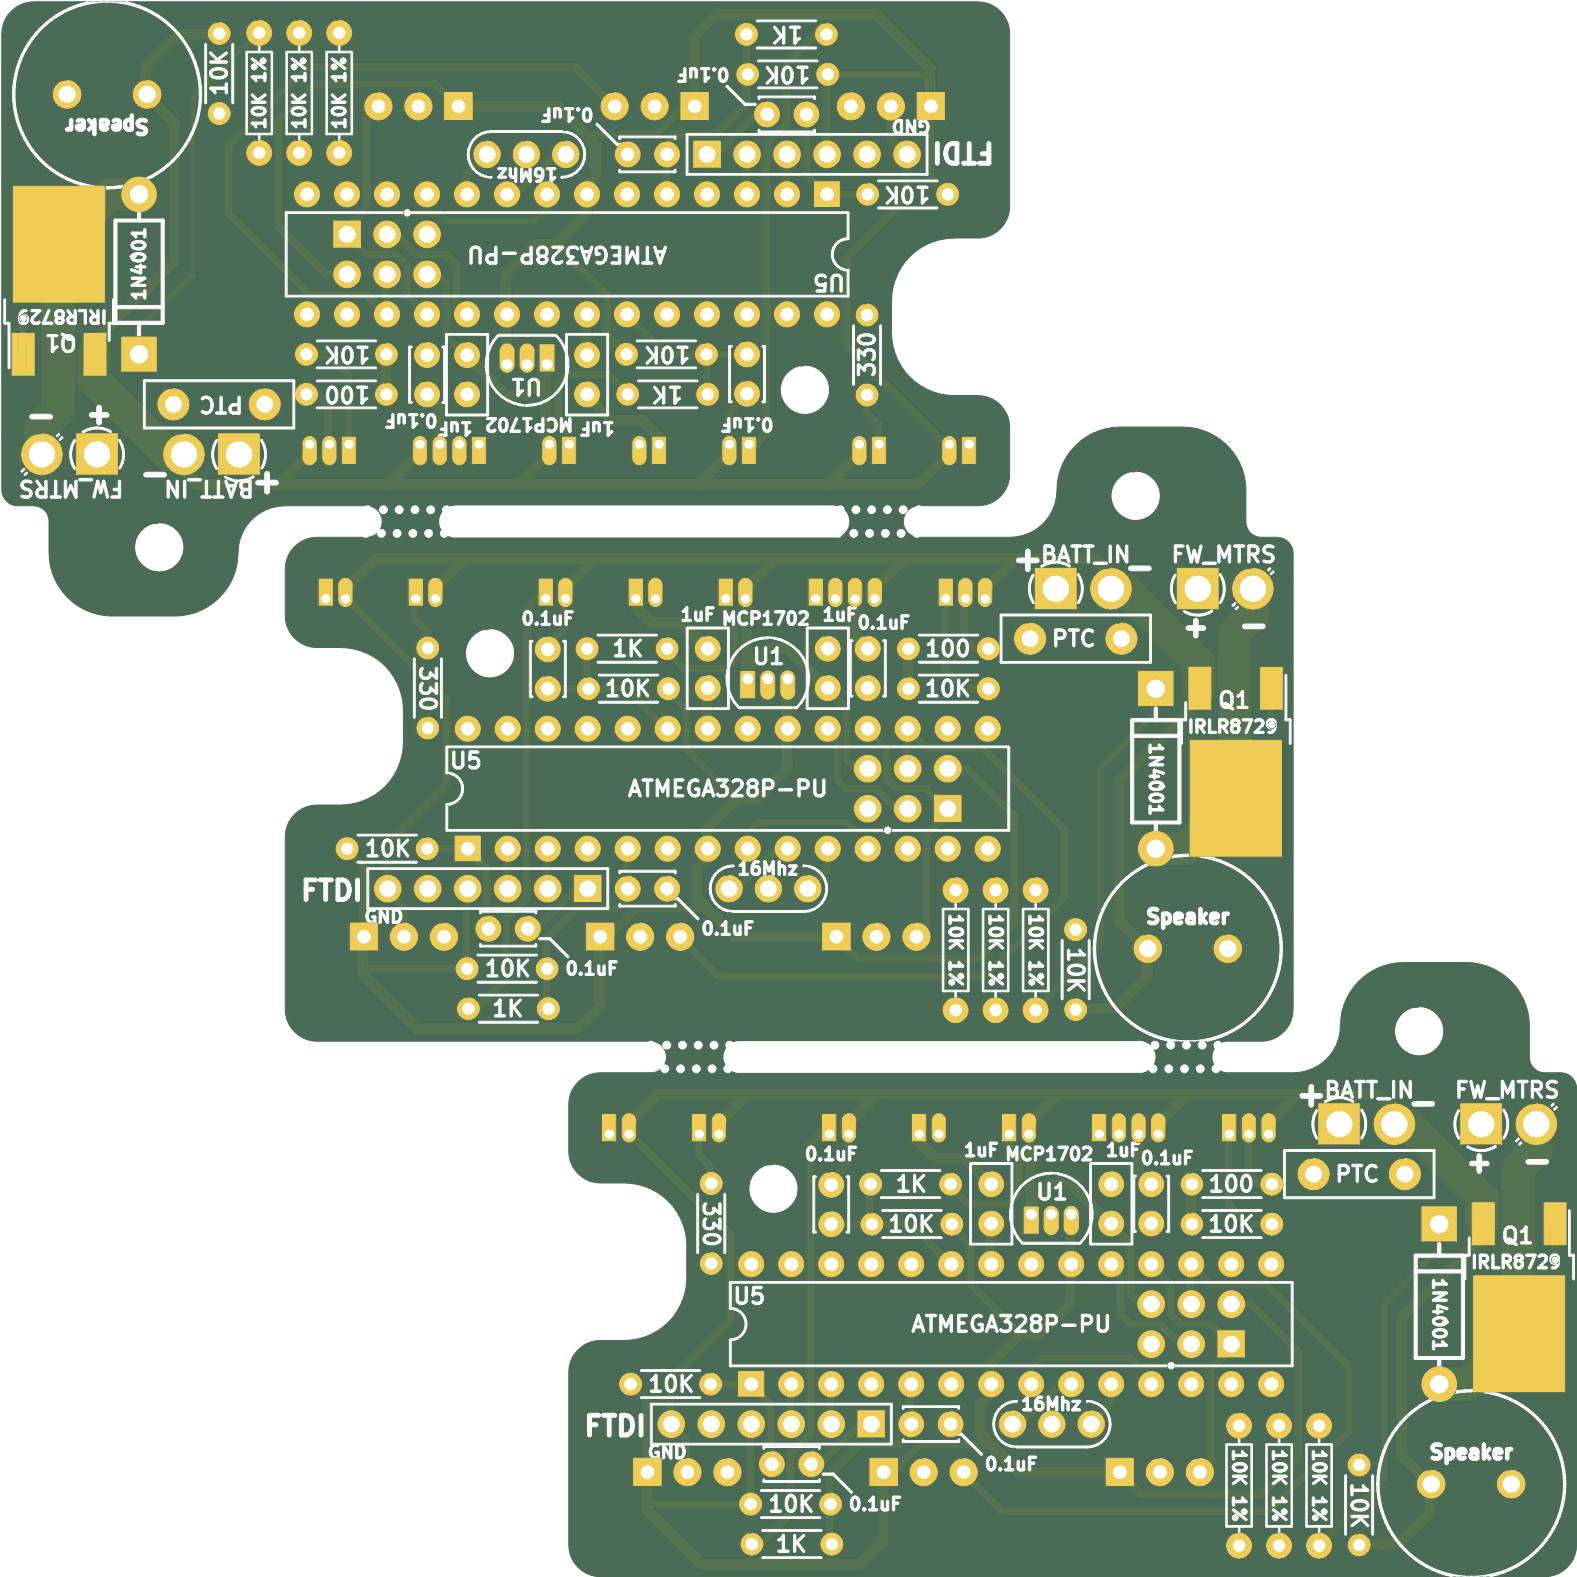 1K
10K
10K
10K 1%
10K 1%
10K 1%
0.1uF
0.1uF
Speaker
GND
FTDI
16Mhz
10K
1N4001
ATMEGA328P-PU
U5
IRLR8729
Q1
10K
10K
330
U1
100
1K
PTC
0.1uF
1uF
MCP1702
1uF
0.1uF
-
+
FW_MTRS
-
BATT_IN
+
+
BATT_IN
-
FW_MTRS
0.1uF
1uF
MCP1702
1uF
0.1uF
+
-
1K
U1
100
PTC
330
10K
10K
Q1
IRLR8729
U5
ATMEGA328P-PU
1N4001
10K
16Mhz
FTDI
GND
0.1uF
Speaker
10K 1%
10K 1%
10K 1%
10K
10K
0.1uF
1K
+
BATT_IN
-
FW_MTRS
0.1uF
1uF
MCP1702
1uF
0.1uF
+
-
1K
U1
100
PTC
330
10K
10K
Q1
IRLR8729
U5
ATMEGA328P-PU
1N4001
10K
16Mhz
FTDI
GND
0.1uF
Speaker
10K 1%
10K 1%
10K 1%
10K
10K
0.1uF
1K